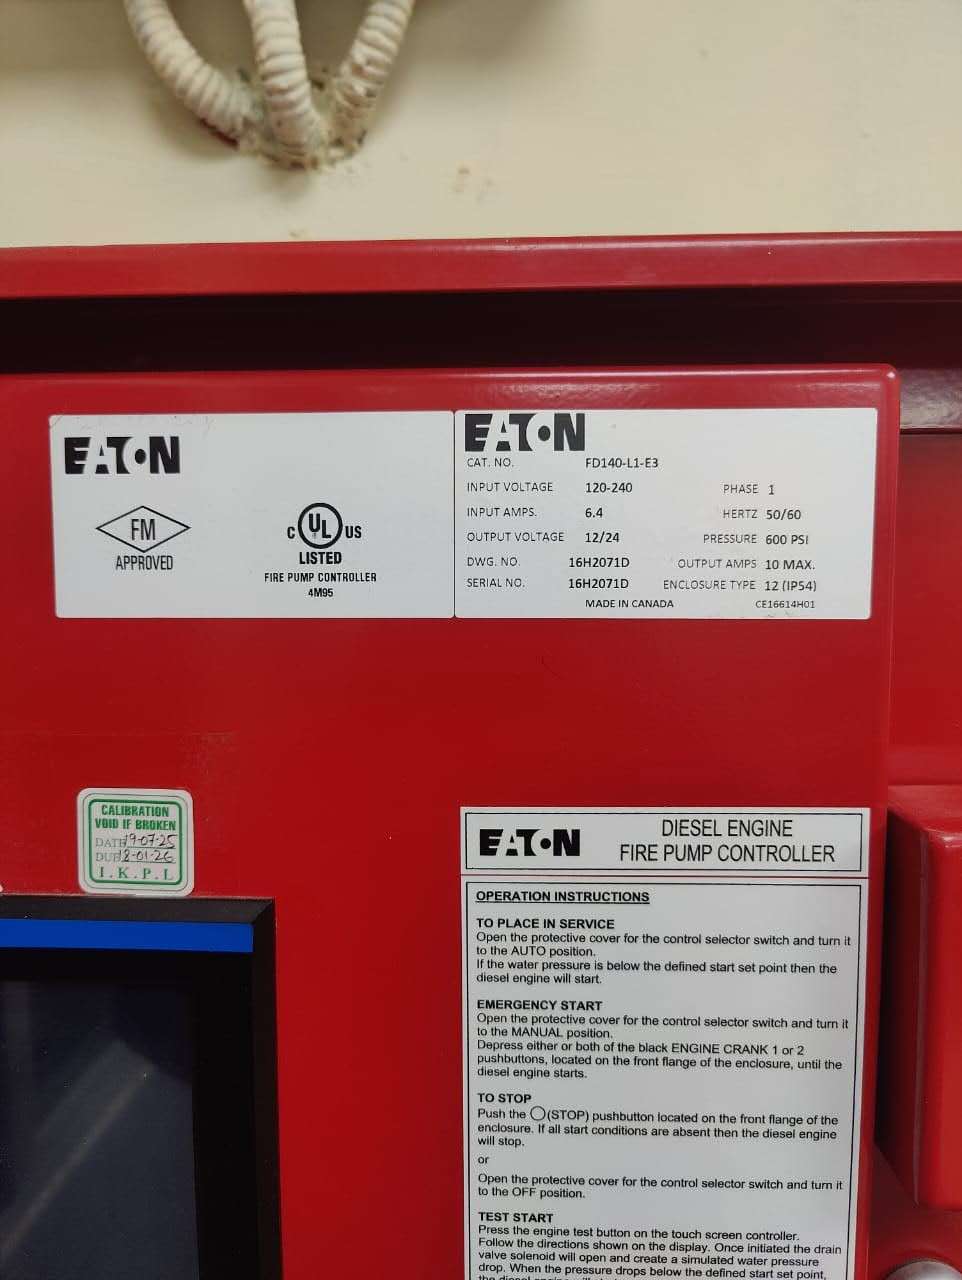 EATON
FM
APPROVED
C UL US
LISTED
FIRE PUMP CONTROLLER
4M95
EATON
CAT. NO. FD140-L1-E3
INPUT VOLTAGE 120-240 PHASE 1
INPUT AMPS. 6.4 HERTZ 50/60
OUTPUT VOLTAGE 12/24 PRESSURE 600 PSI
DWG. NO. 16H2071D OUTPUT AMPS 10 MAX.
SERIAL NO. 16H2071D ENCLOSURE TYPE 12 (IP54)
MADE IN CANADA CE16614H01
CALIBRATION
VOID IF BROKEN
DATE 19-07-25
DUE 18-01-26
I.K.P.L
EATON
DIESEL ENGINE
FIRE PUMP CONTROLLER
OPERATION INSTRUCTIONS
TO PLACE IN SERVICE
Open the protective cover for the control selector switch and turn it
to the AUTO position.
If the water pressure is below the defined start set point then the
diesel engine will start.
EMERGENCY START
Open the protective cover for the control selector switch and turn it
to the MANUAL position.
Depress either or both of the black ENGINE CRANK 1 or 2
pushbuttons, located on the front flange of the enclosure, until the
diesel engine starts.
TO STOP
Push the (STOP) pushbutton located on the front flange of the
enclosure. If all start conditions are absent then the diesel engine
will stop.
or
Open the protective cover for the control selector switch and turn it
to the OFF position.
TEST START
Press the engine test button on the touch screen controller.
Follow the directions shown on the display. Once initiated the drain
valve solenoid will open and create a simulated water pressure
drop. When the pressure drops below the defined start set point,